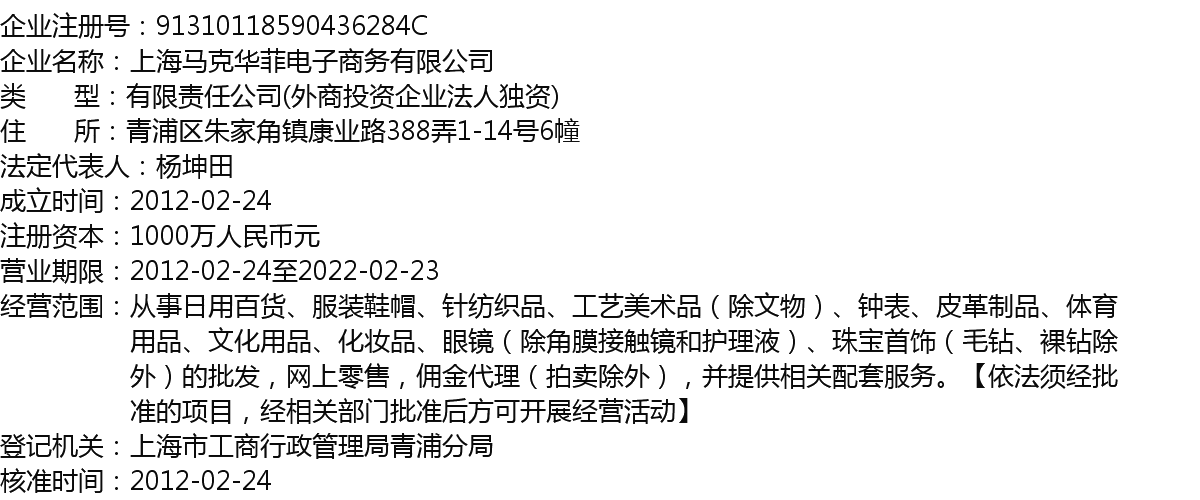 企业注册号：91310118590436284C
企业名称：上海马克华菲电子商务有限公司
类 型：有限责任公司(外商投资企业法人独资)
住 所：青浦区朱家角镇康业路388弄1-14号6幢
法定代表人：杨坤田
成立时间：2012-02-24
注册资本：1000万人民币元
营业期限：2012-02-24至2022-02-23
经营范围：从事日用百货、服装鞋帽、针纺织品、工艺美术品（除文物）、钟表、皮革制品、体育
用品、文化用品、化妆品、眼镜（除角膜接触镜和护理液）、珠宝首饰（毛钻、裸钻除
外）的批发，网上零售，佣金代理（拍卖除外），并提供相关配套服务。【依法须经批
准的项目，经相关部门批准后方可开展经营活动】
登记机关：上海市工商行政管理局青浦分局
核准时间：2012-02-24